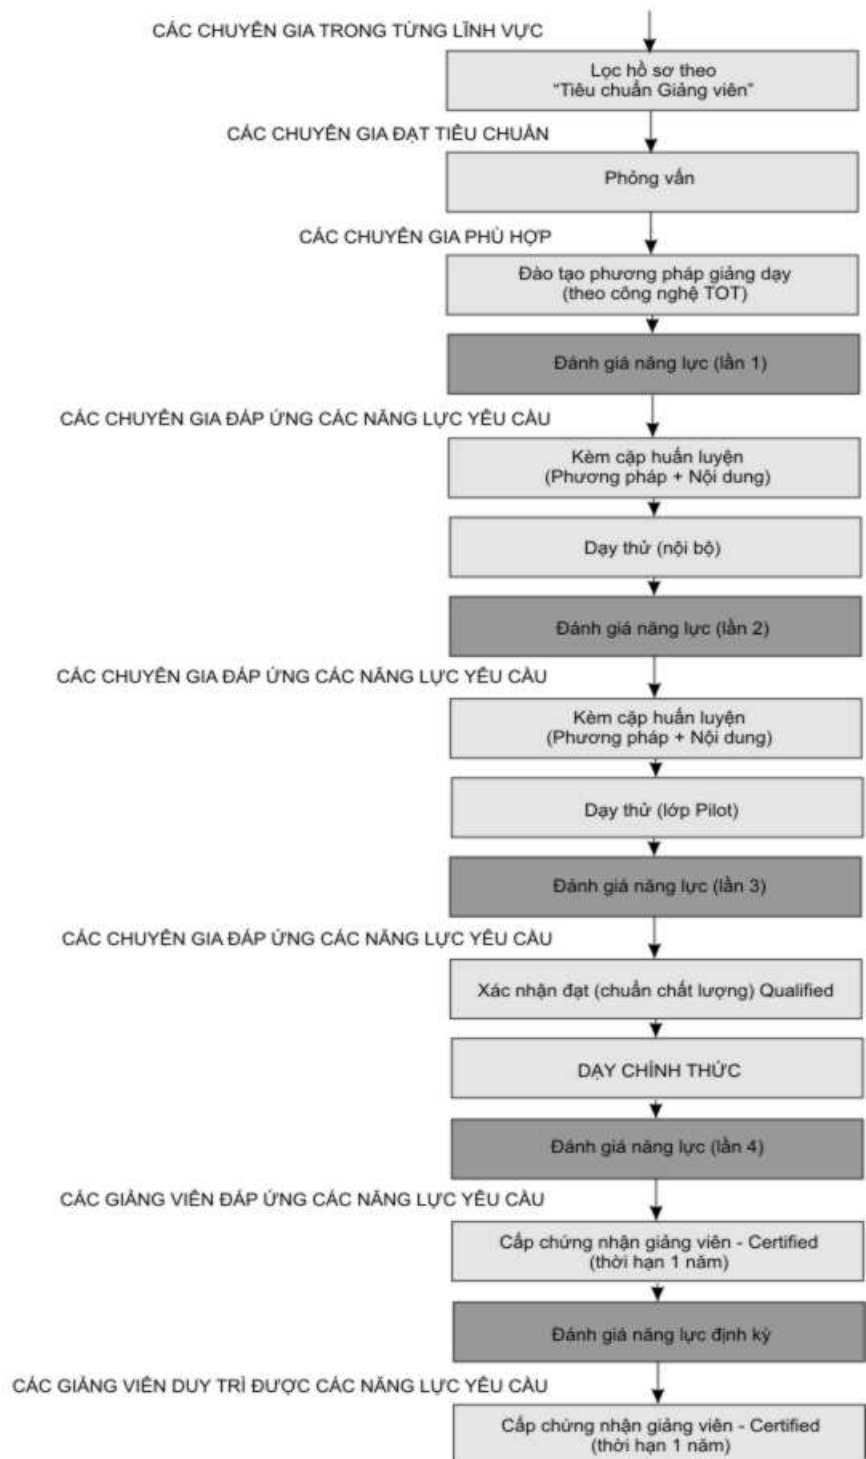 CÁC CHUYÊN GIA TRONG TỪNG LĨNH VỰC
Lọc hồ sơ theo
"Tiêu chuẩn Giảng viên"
CÁC CHUYÊN GIA ĐẠT TIÊU CHUẨN
Phỏng vấn
CÁC CHUYÊN GIA PHÙ HỢP
Đào tạo phương pháp giảng dạy
(theo công nghệ TOT)
Đánh giá năng lực (lần 1)
CÁC CHUYÊN GIA ĐÁP ỨNG CÁC NĂNG LỰC YÊU CẦU
Kèm cặp huấn luyện
(Phương pháp + Nội dung)
Dạy thử (nội bộ)
Đánh giá năng lực (lần 2)
CÁC CHUYÊN GIA ĐÁP ỨNG CÁC NĂNG LỰC YÊU CẦU
Kèm cặp huấn luyện
(Phương pháp + Nội dung)
Dạy thử (lớp Pilot)
Đánh giá năng lực (lần 3)
CÁC CHUYÊN GIA ĐÁP ỨNG CÁC NĂNG LỰC YÊU CẦU
Xác nhận đạt (chuẩn chất lượng) Qualified
DẠY CHÍNH THỨC
Đánh giá năng lực (lần 4)
CÁC GIẢNG VIÊN ĐÁP ỨNG CÁC NĂNG LỰC YÊU CẦU
Cấp chứng nhận giảng viên - Certified
(thời hạn 1 năm)
Đánh giá năng lực định kỳ
CÁC GIẢNG VIÊN DUY TRÌ ĐƯỢC CÁC NĂNG LỰC YÊU CẦU
Cấp chứng nhận giảng viên - Certified
(thời hạn 1 năm)